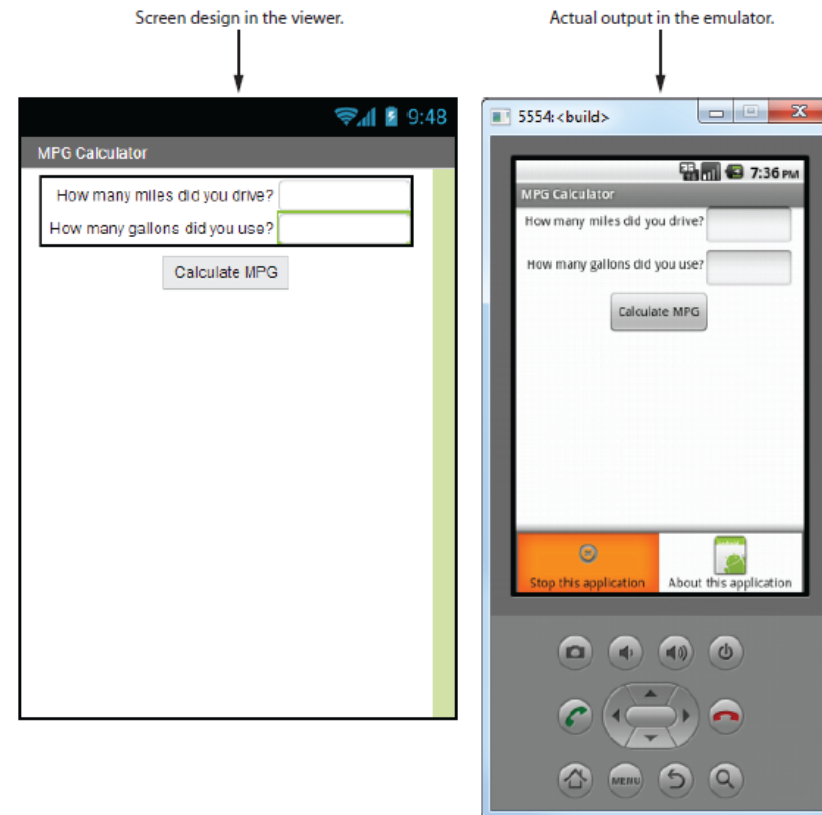 Screen design in the viewer.
Actual output in the emulator.
9:48
MPG Calculator
How many miles did you drive?
How many gallons did you use?
Calculate MPG
5554:<build>
7:36 PM
MPG Calculator
How many miles did you drive?
How many gallons did you use?
Calculate MPG
Stop this application
About this application
MENU